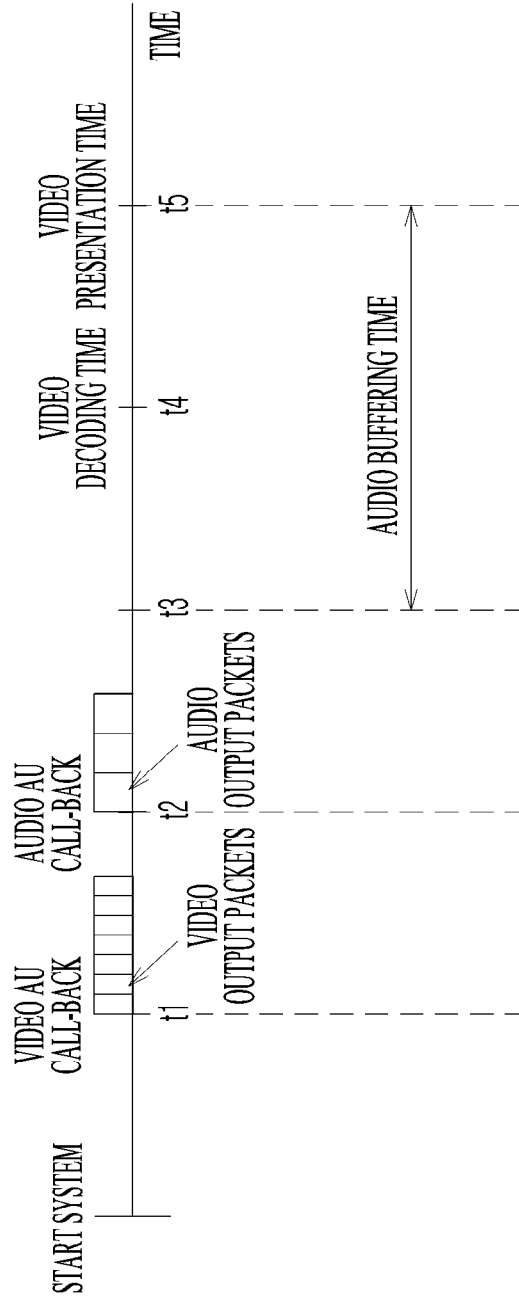 START SYSTEM
VIDEO AU
CALL-BACK
AUDIO AU
CALL-BACK
VIDEO
DECODING TIME
VIDEO
PRESENTATION TIME
t1
t2
t3
t4
t5
TIME
VIDEO
OUTPUT PACKETS
AUDIO
OUTPUT PACKETS
AUDIO BUFFERING TIME